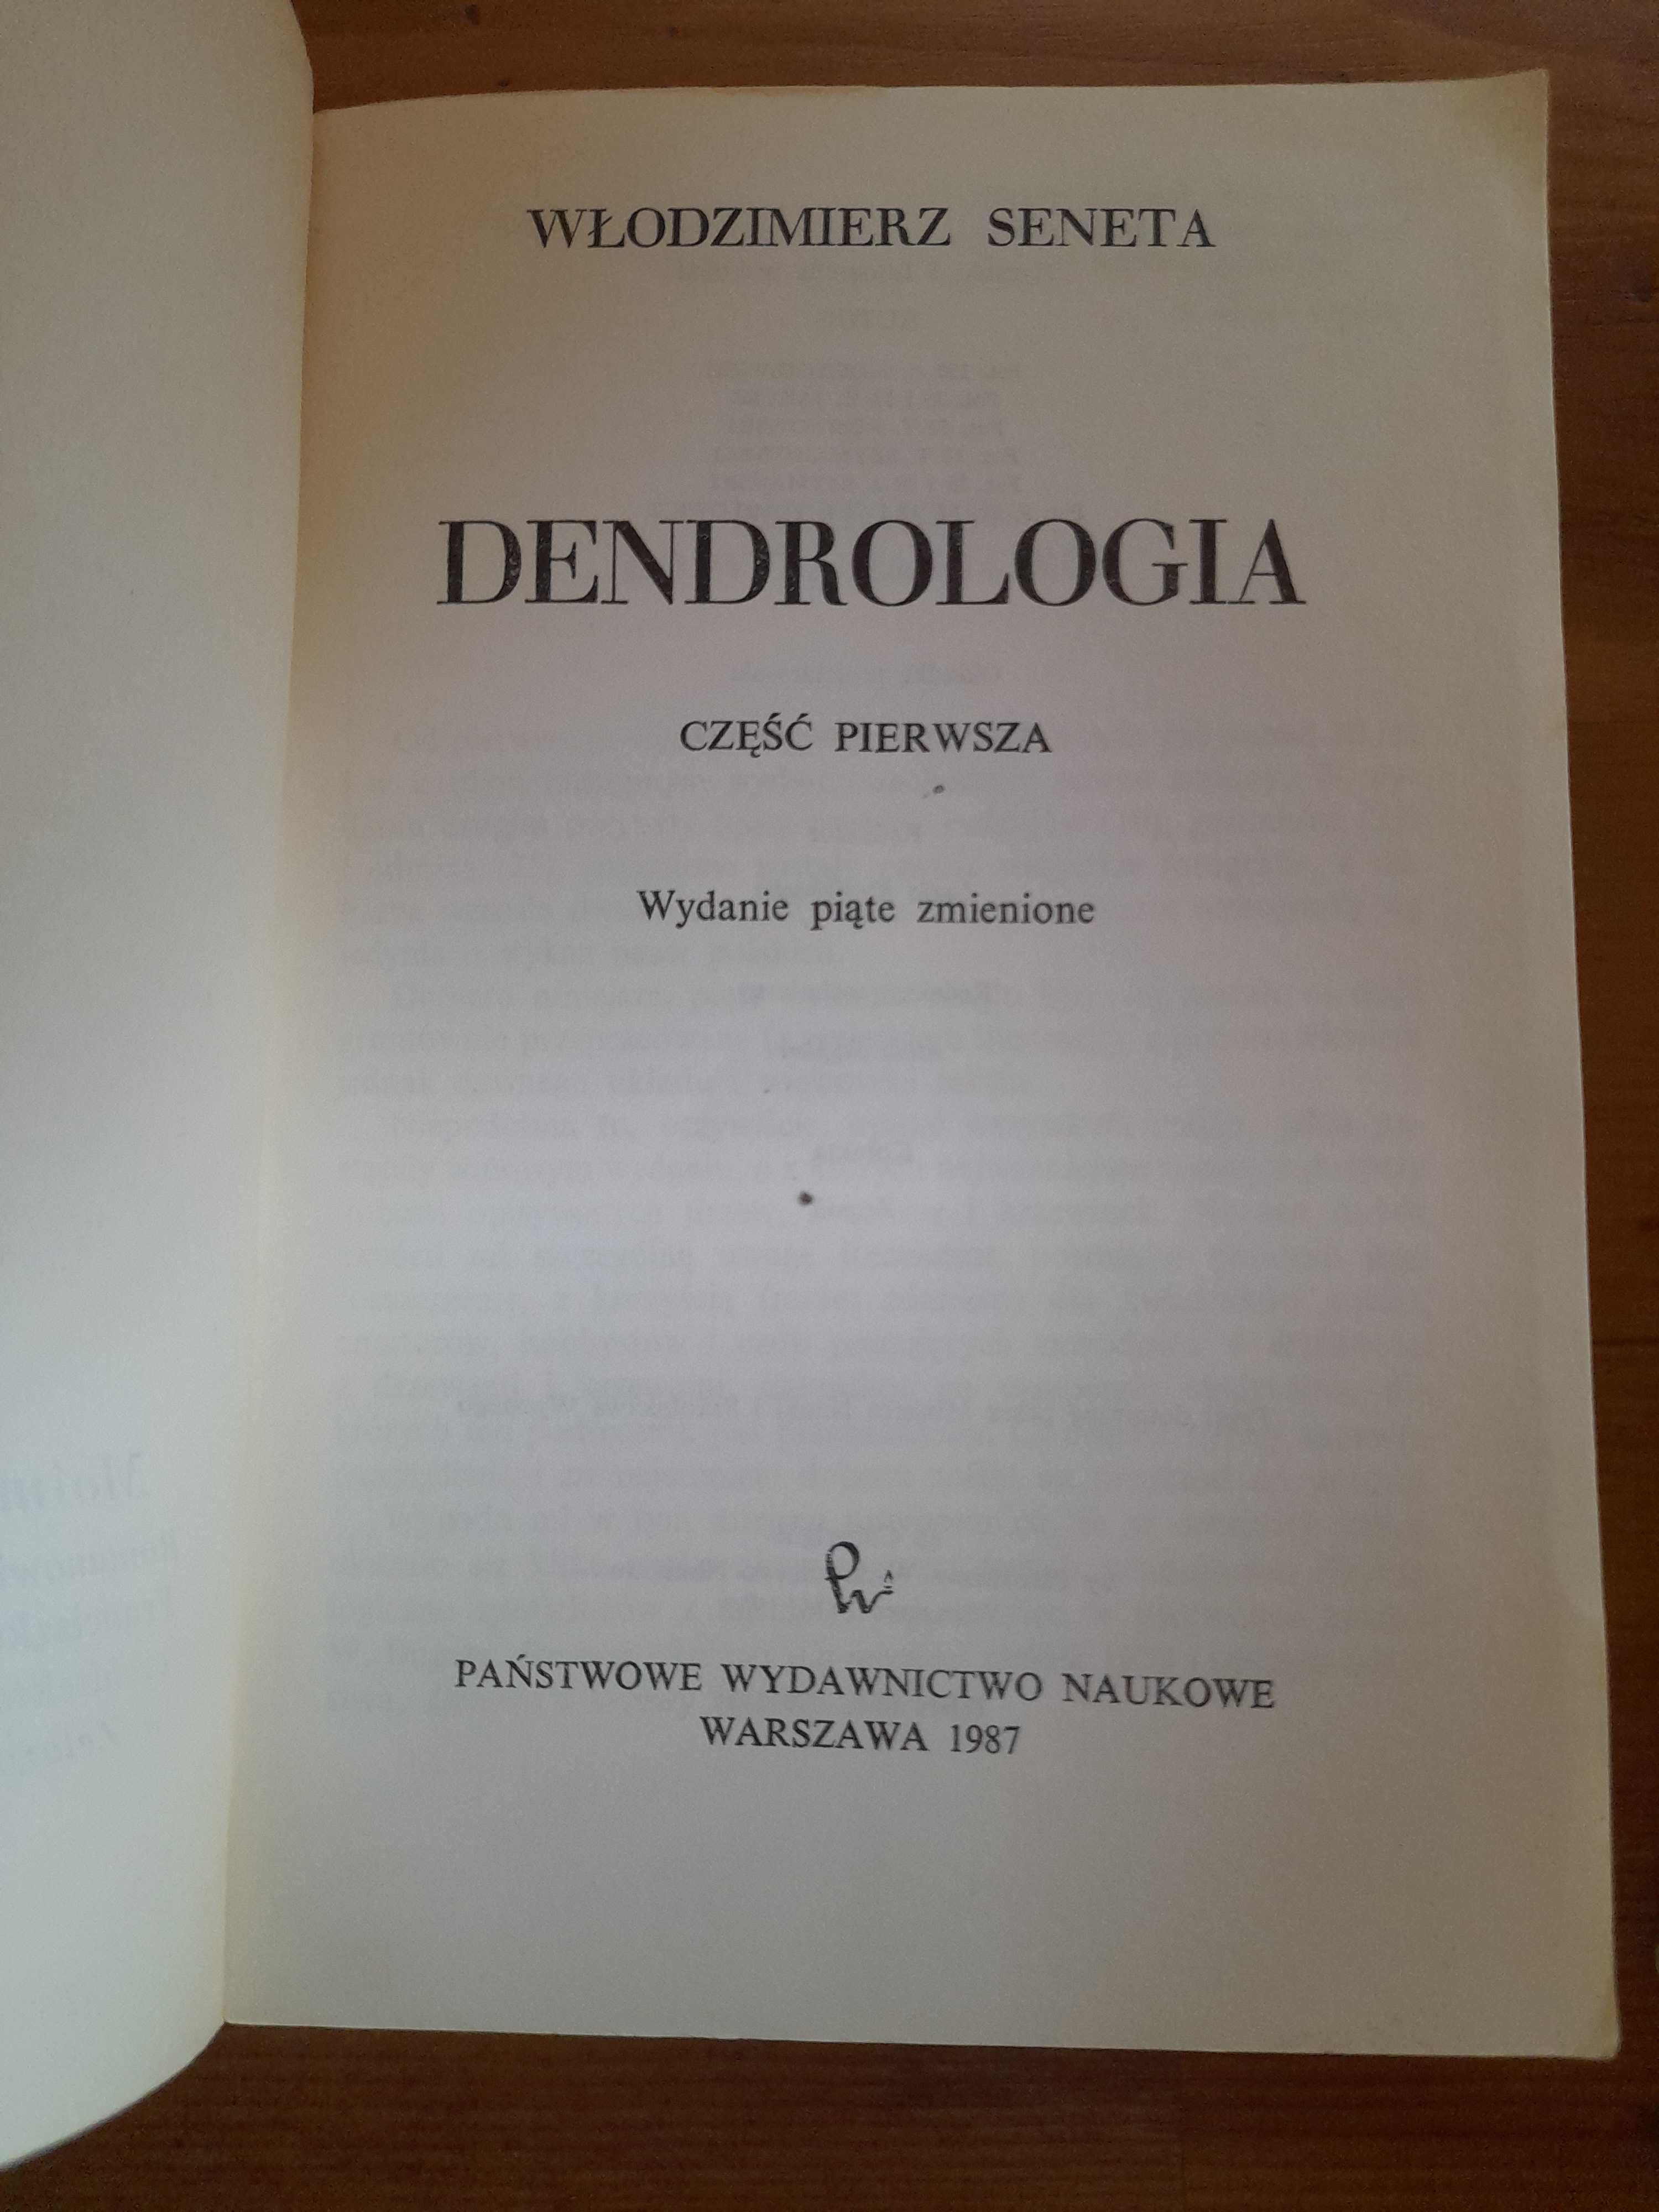 WŁODZIMIERZ SENETA
DENDROLOGIA
CZĘŚĆ PIERWSZA
Wydanie piąte zmienione
PAŃSTWOWE WYDAWNICTWO NAUKOWE
WARSZAWA 1987